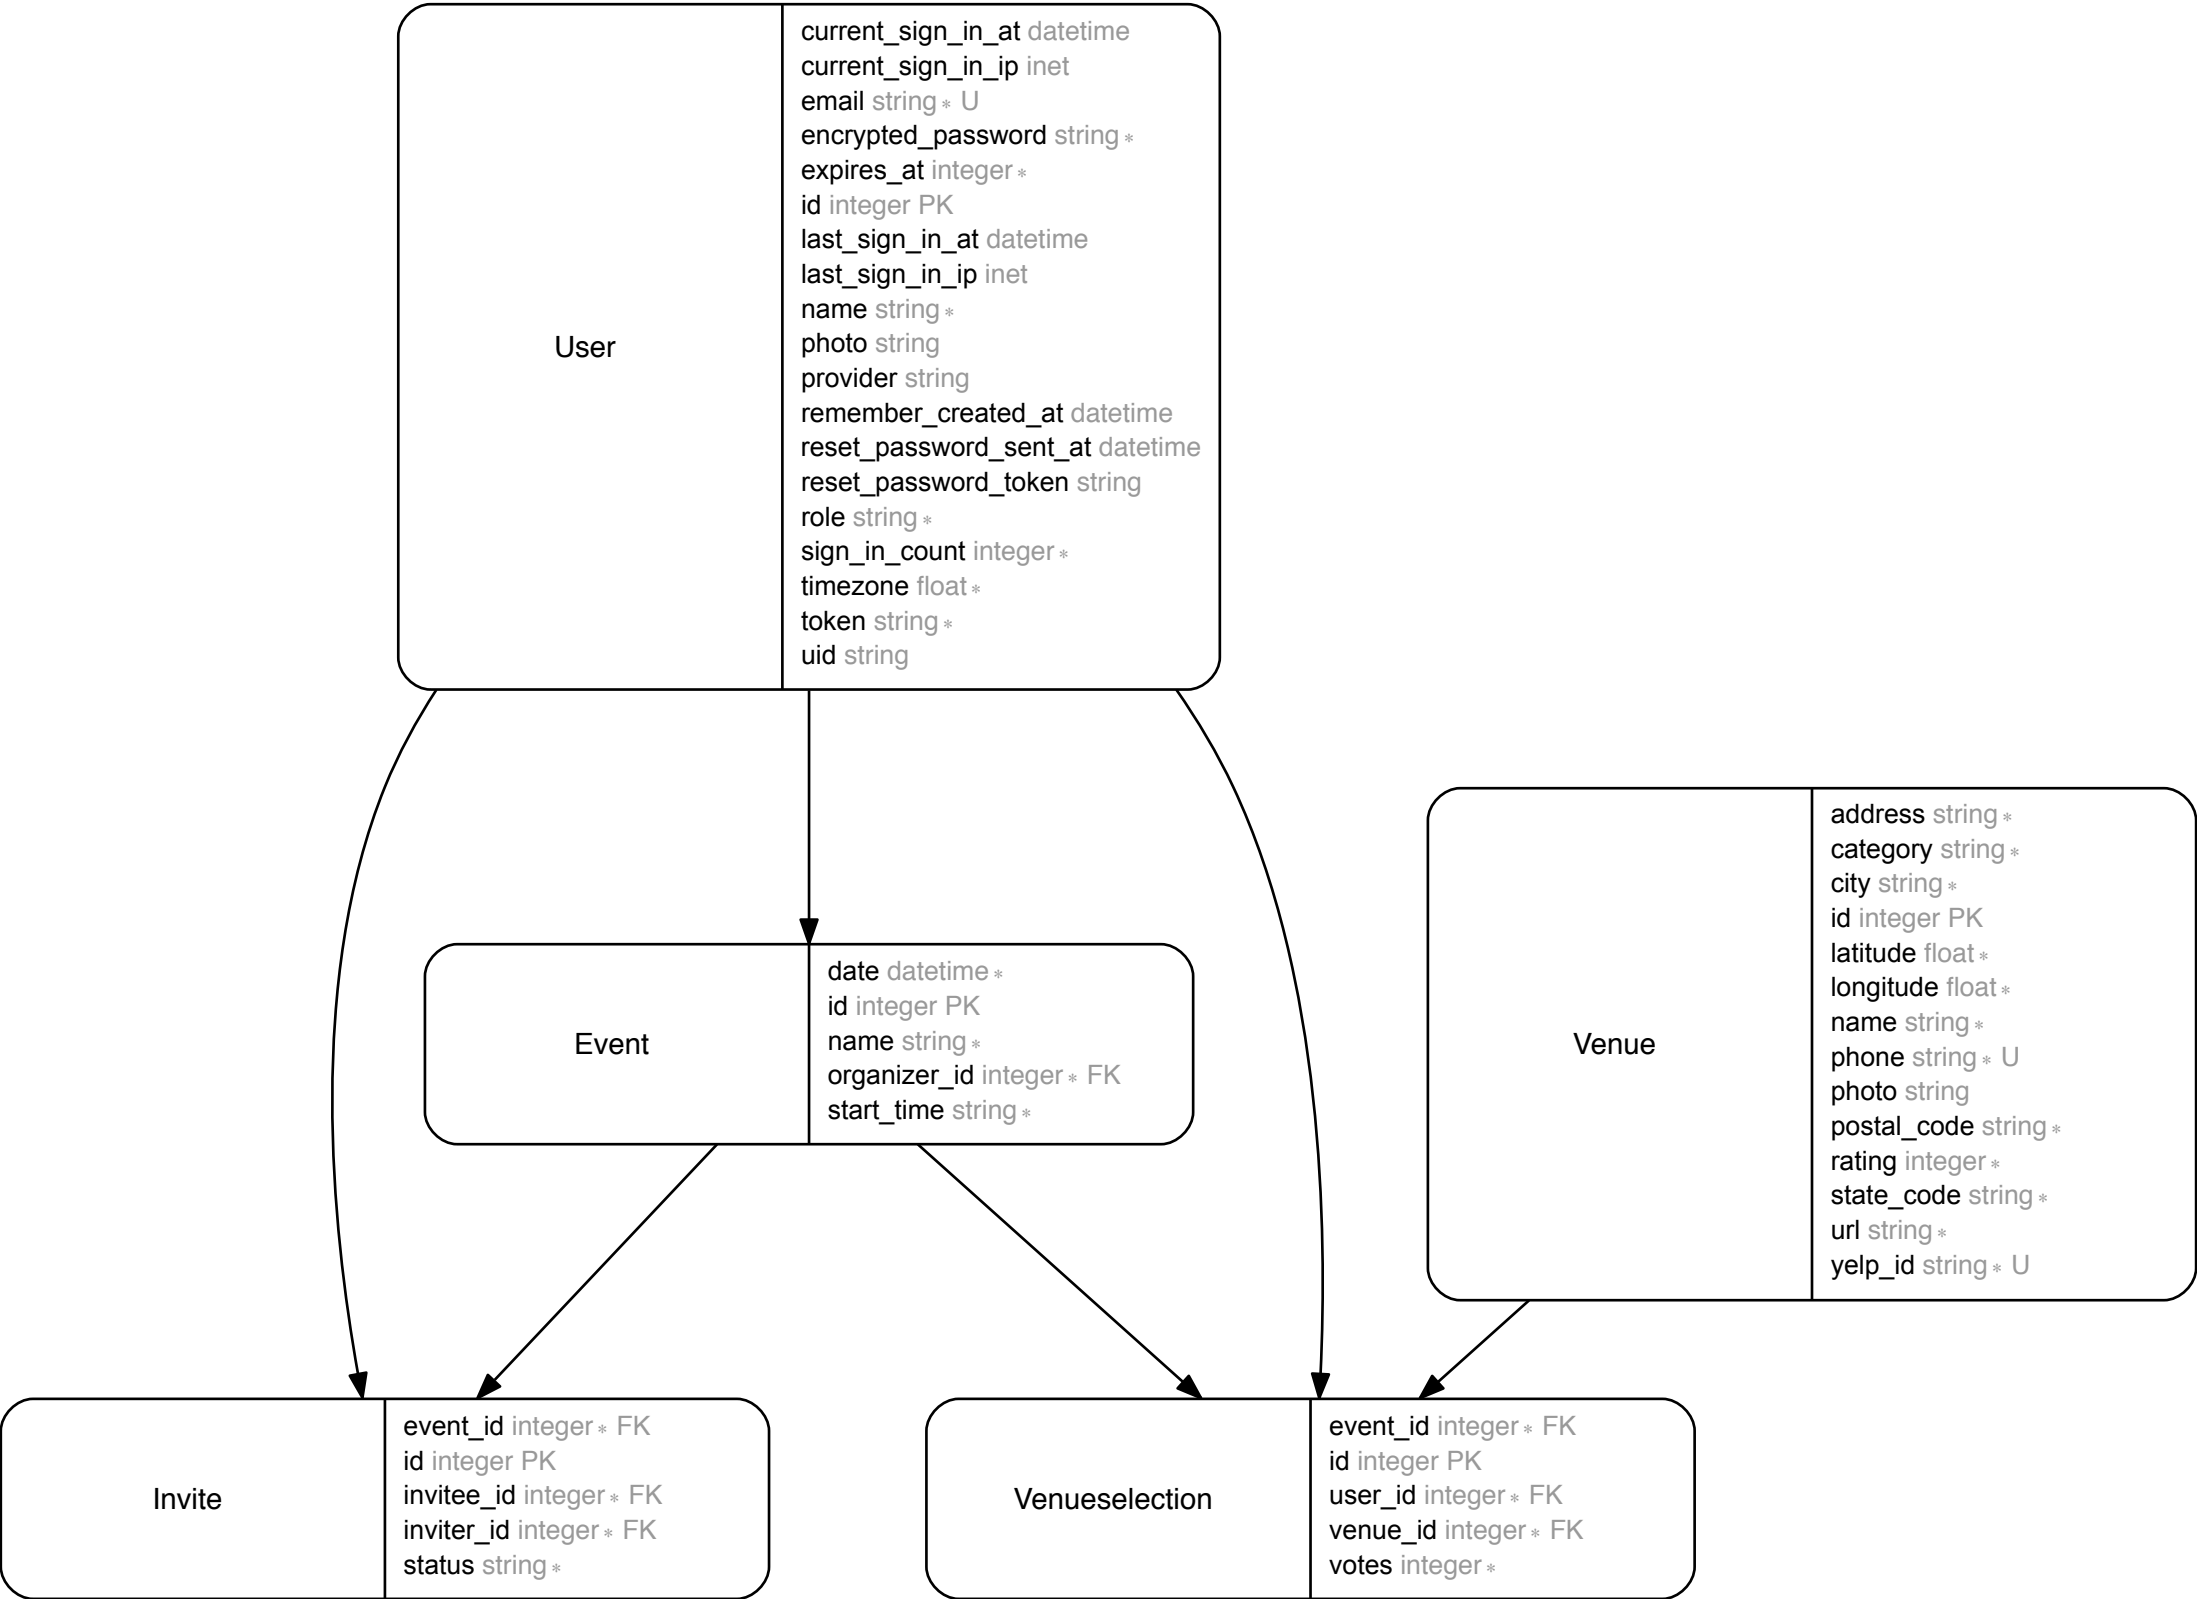 User
current_sign_in_at datetime
current_sign_in_ip inet
email string * U
encrypted_password string *
expires_at integer *
id integer PK
last_sign_in_at datetime
last_sign_in_ip inet
name string *
photo string
provider string
remember_created_at datetime
reset_password_sent_at datetime
reset_password_token string
role string *
sign_in_count integer *
timezone float *
token string *
uid string
Event
date datetime *
id integer PK
name string *
organizer_id integer * FK
start_time string *
Venue
address string *
category string *
city string *
id integer PK
latitude float *
longitude float *
name string *
phone string * U
photo string
postal_code string *
rating integer *
state_code string *
url string *
yelp_id string * U
Invite
event_id integer * FK
id integer PK
invitee_id integer * FK
inviter_id integer * FK
status string *
Venueselection
event_id integer * FK
id integer PK
user_id integer * FK
venue_id integer * FK
votes integer *